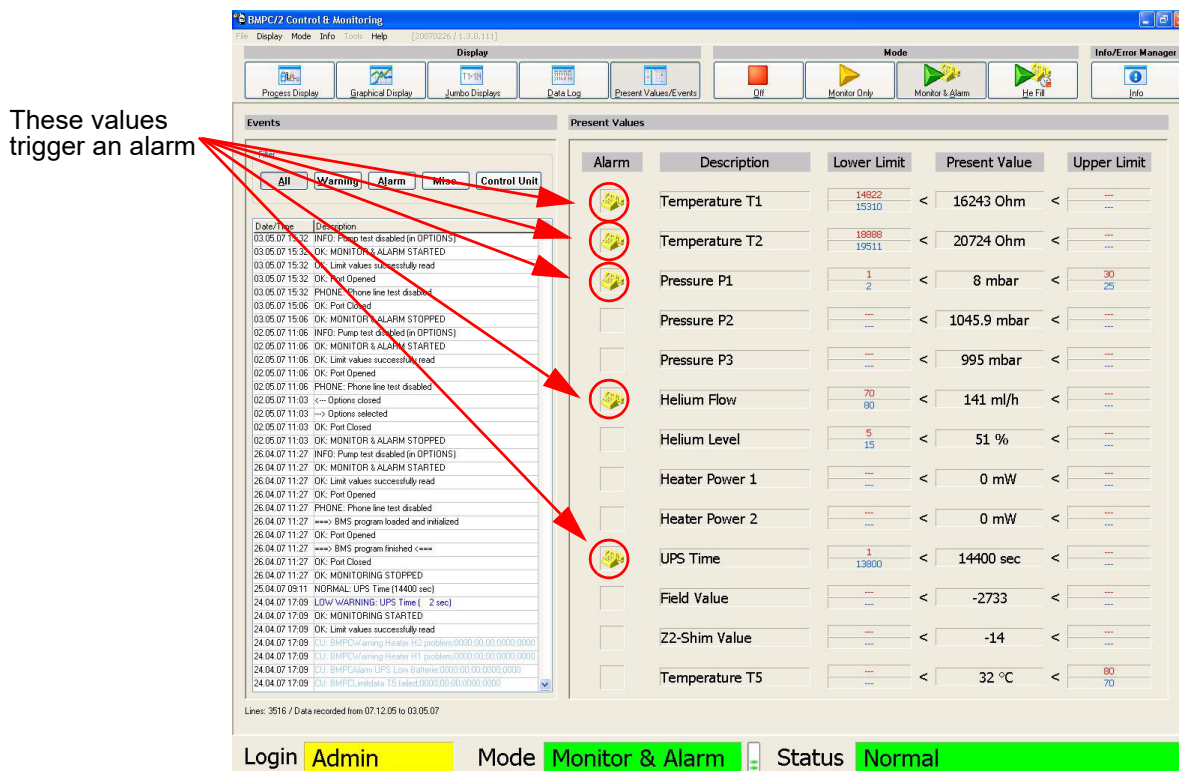 BMPC/2 Control & Monitoring
File Display Mode Info Tools Help [20070226 / 1.3.0.111]
Display Mode Info/Error Manager
Process Display Graphical Display Jumbo Displays Data Log Present Values/Events Off Monitor Only Monitor & Alarm He Fill Info
These values
trigger an alarm
Events
Filter
All Warning Alarm Misc. Control Unit
Date/Time Description
03.05.07 15:32 INFO: Pump test disabled (in OPTIONS)
03.05.07 15:32 OK: MONITOR & ALARM STARTED
03.05.07 15:32 OK: Limit values successfully read
03.05.07 15:32 OK: Port Opened
03.05.07 15:32 PHONE: Phone line test disabled
03.05.07 15:06 OK: Port Closed
03.05.07 15:06 OK: MONITOR & ALARM STOPPED
02.05.07 11:06 INFO: Pump test disabled (in OPTIONS)
02.05.07 11:06 OK: MONITOR & ALARM STARTED
02.05.07 11:06 OK: Limit values successfully read
02.05.07 11:06 OK: Port Opened
02.05.07 11:06 PHONE: Phone line test disabled
02.05.07 11:03 <--- Options closed
02.05.07 11:03 ---> Options selected
02.05.07 11:03 OK: Port Closed
02.05.07 11:03 OK: MONITOR & ALARM STOPPED
26.04.07 11:27 INFO: Pump test disabled (in OPTIONS)
26.04.07 11:27 OK: MONITOR & ALARM STARTED
26.04.07 11:27 OK: Limit values successfully read
26.04.07 11:27 OK: Port Opened
26.04.07 11:27 PHONE: Phone line test disabled
26.04.07 11:27 ===> BMS program loaded and initialized
26.04.07 11:27 OK: Port Opened
26.04.07 11:27 ===> BMS program finished <===
26.04.07 11:27 OK: Port Closed
26.04.07 11:27 OK: MONITORING STOPPED
25.04.07 09:11 NORMAL: UPS Time (14400 sec)
24.04.07 17:09 LOW WARNING: UPS Time ( 2 sec)
24.04.07 17:09 OK: MONITORING STARTED
24.04.07 17:09 OK: Limit values successfully read
24.04.07 17:09 CU: BMPCWarning Heater H2 problem;0000;00;00;0000;0000
24.04.07 17:09 CU: BMPCWarning Heater H1 problem;0000;00;00;0000;0000
24.04.07 17:09 CU: BMPCAlarm UPS Low Batterie;0000;00;00;0000;0000
24.04.07 17:09 CU: BMPCLimitdata T5 failed;0000;00;00;0000;0000
Lines: 3516 / Data recorded from 07.12.05 to 03.05.07
Present Values
Alarm Description Lower Limit Present Value Upper Limit
Temperature T1 14822 15310 < 16243 Ohm < --- ---
Temperature T2 18888 19511 < 20724 Ohm < --- ---
Pressure P1 1 2 < 8 mbar < 30 25
Pressure P2 --- --- < 1045.9 mbar < --- ---
Pressure P3 --- --- < 995 mbar < --- ---
Helium Flow 70 80 < 141 ml/h < --- ---
Helium Level 5 15 < 51 % < --- ---
Heater Power 1 --- --- < 0 mW < --- ---
Heater Power 2 --- --- < 0 mW < --- ---
UPS Time 1 13800 < 14400 sec < --- ---
Field Value --- --- < -2733 < --- ---
Z2-Shim Value --- --- < -14 < --- ---
Temperature T5 --- --- < 32 °C < 80 70
Login Admin Mode Monitor & Alarm Status Normal